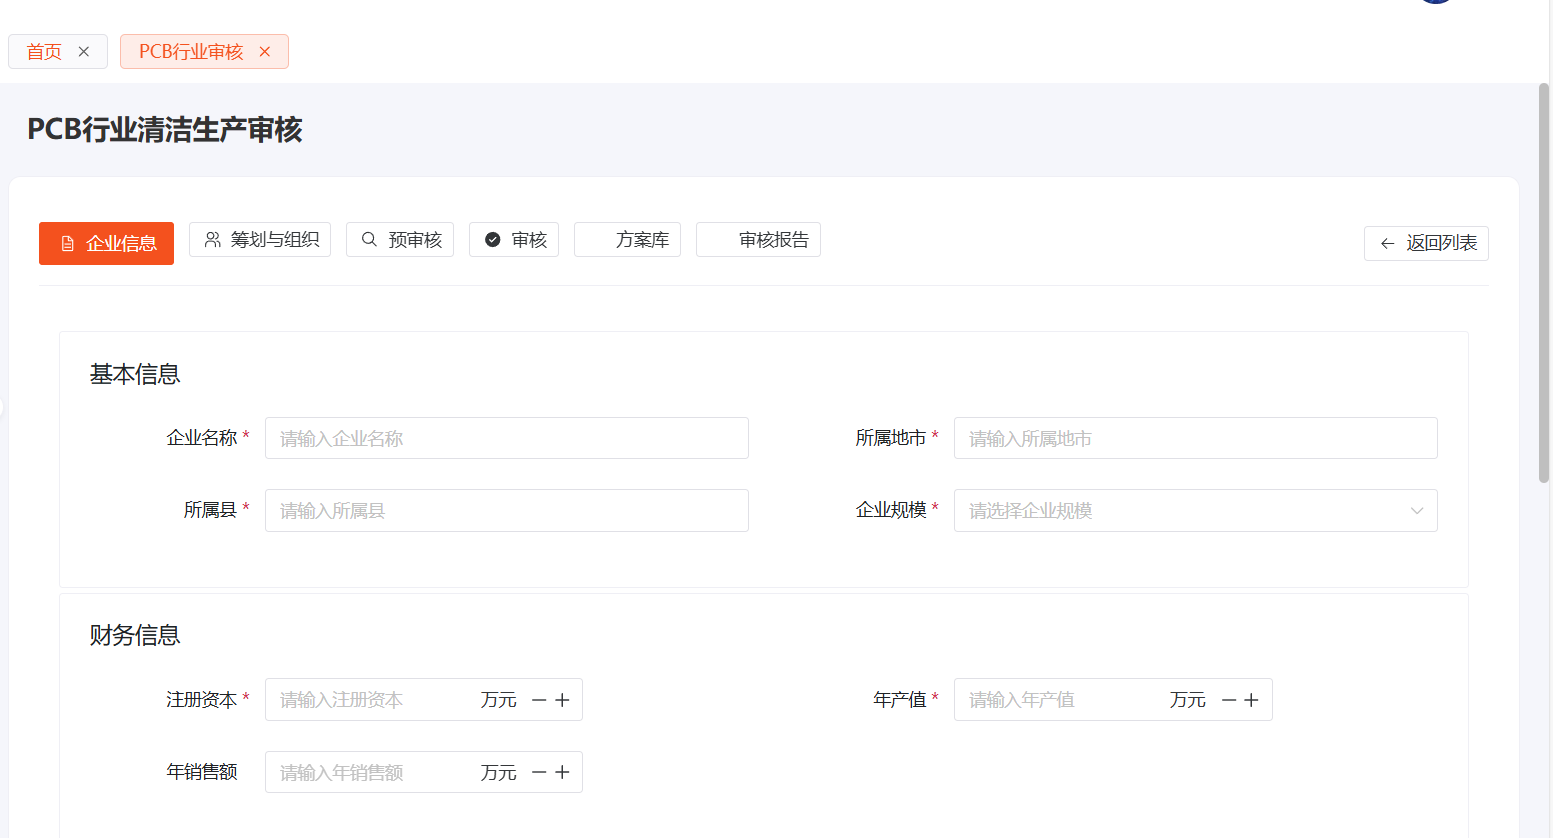 首页
PCB行业审核
PCB行业清洁生产审核
企业信息 筹划与组织 预审核 审核 方案库 审核报告 返回列表
基本信息
企业名称 * 请输入企业名称 所属地市 * 请输入所属地市
所属县 * 请输入所属县 企业规模 * 请选择企业规模
财务信息
注册资本 * 请输入注册资本 万元 年产值 * 请输入年产值 万元
年销售额 请输入年销售额 万元